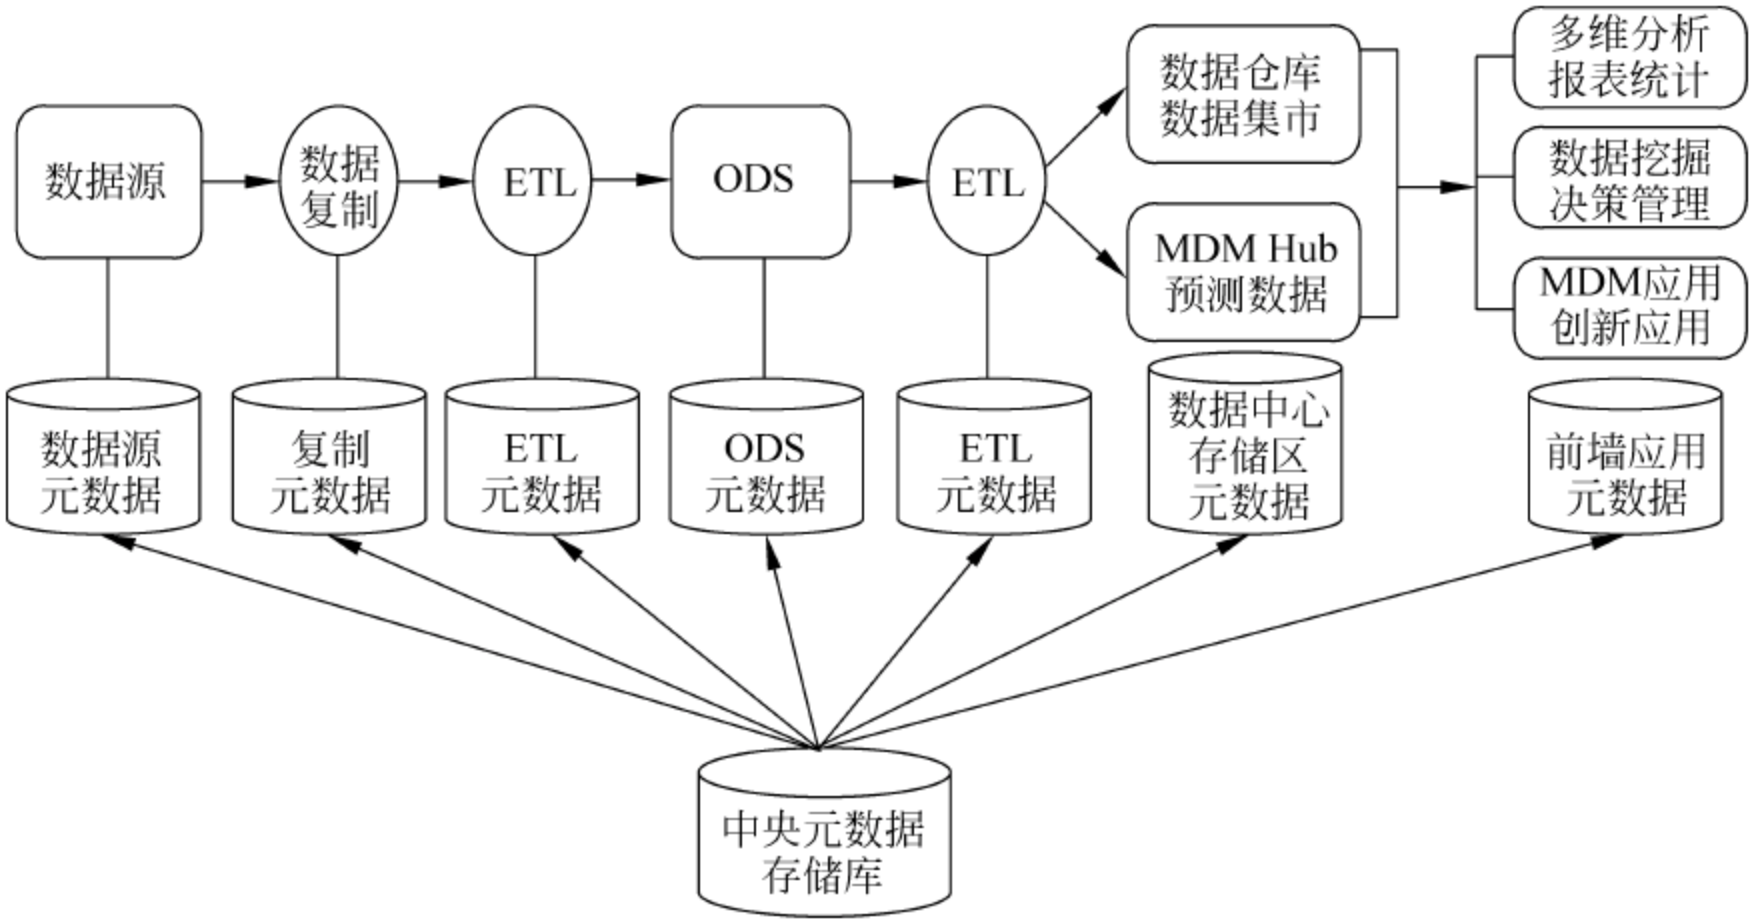 数据源
数据
复制
ETL
ODS
ETL
数据仓库
数据集市
MDM Hub
预测数据
多维分析
报表统计
数据挖掘
决策管理
MDM应用
创新应用
数据源
元数据
复制
元数据
ETL
元数据
ODS
元数据
ETL
元数据
数据中心
存储区
元数据
前墙应用
元数据
中央元数据
存储库